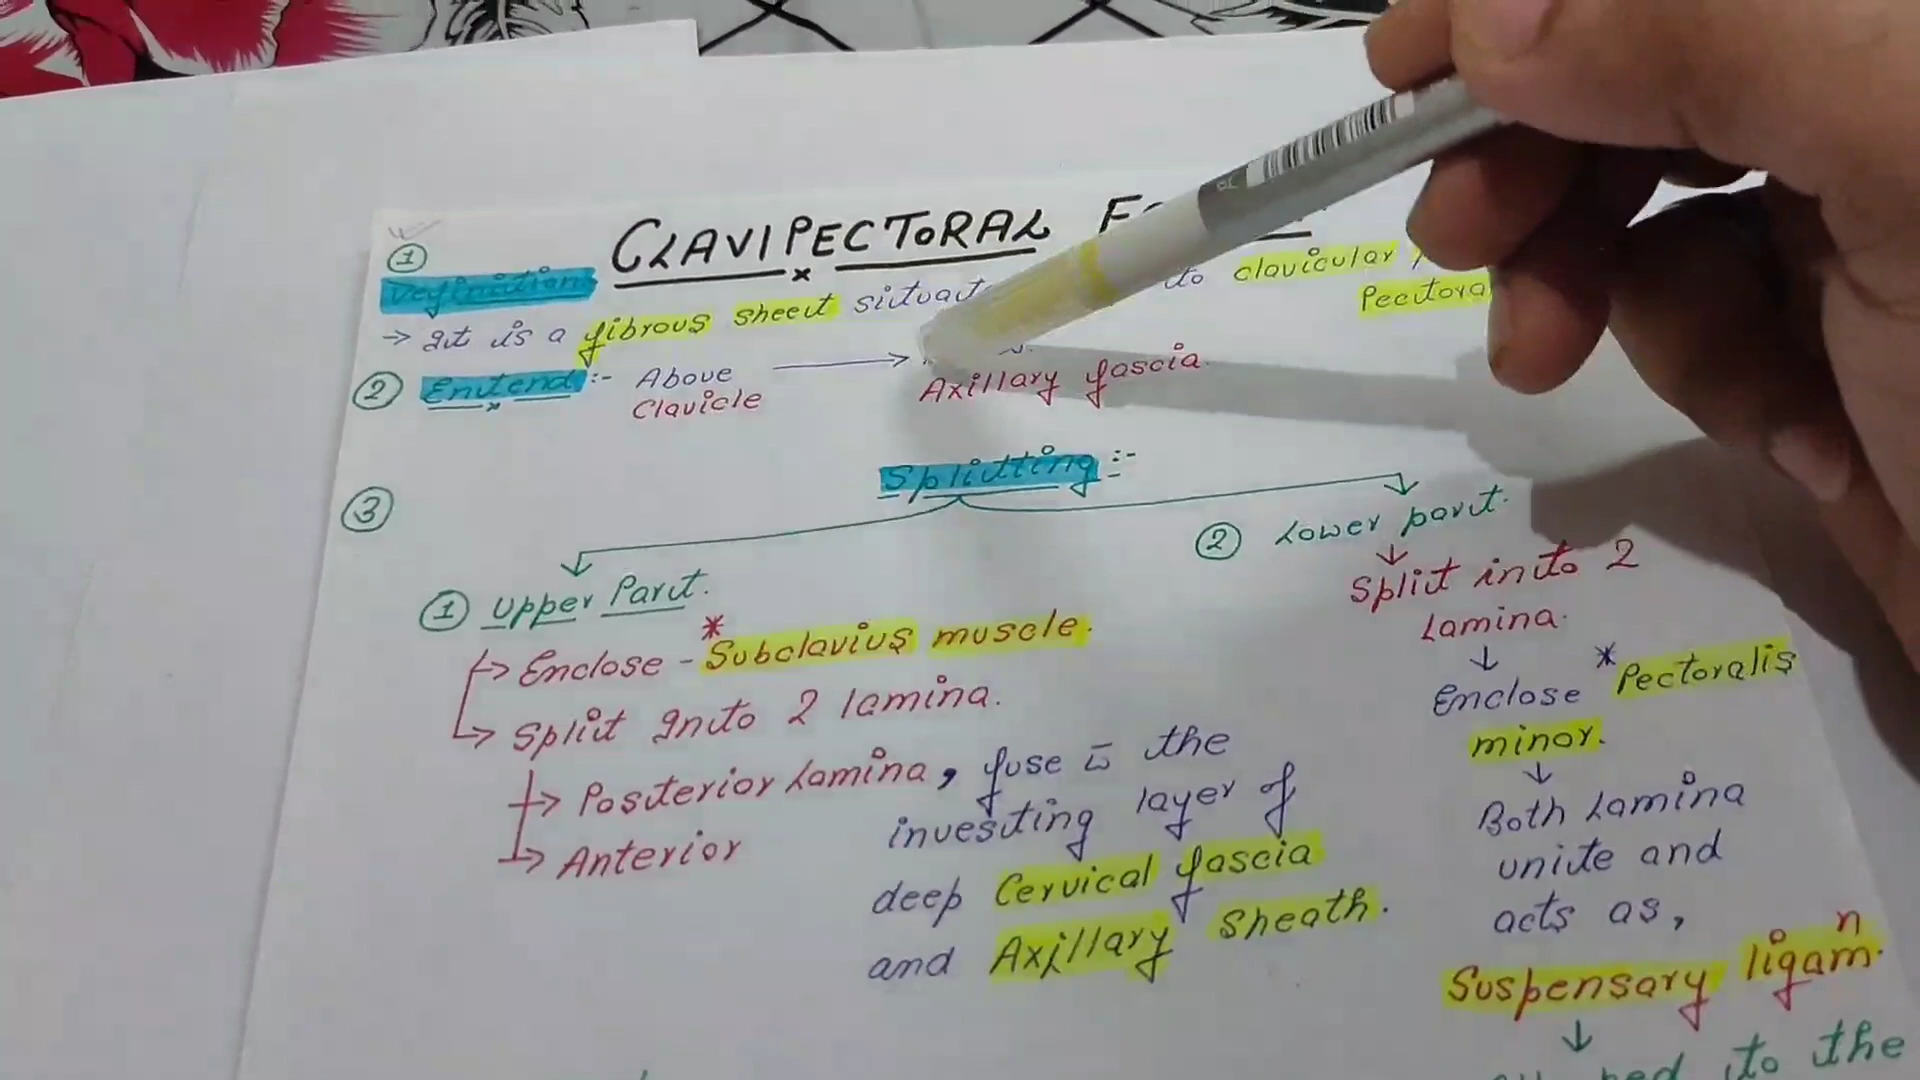 CLAVIPECTORAL
①
Definition
→ It is a fibrous sheet situat to clavicular
Pectora
② Extend :- Above → 
Clavicle Axillary fascia.
③ Splitting :-
① Upper Part.
→ Enclose - *Subclavius muscle.
→ Split Into 2 lamina.
→ Posterior Lamina, fuse c̄ the
→ Anterior
investing layer of
deep Cervical fascia
and Axillary Sheath.
② Lower part.
↓
Split into 2
Lamina.
↓
Enclose *Pectoralis
minor.
↓
Both Lamina
unite and
acts as,
Suspensory ligamⁿ.
↓
to the